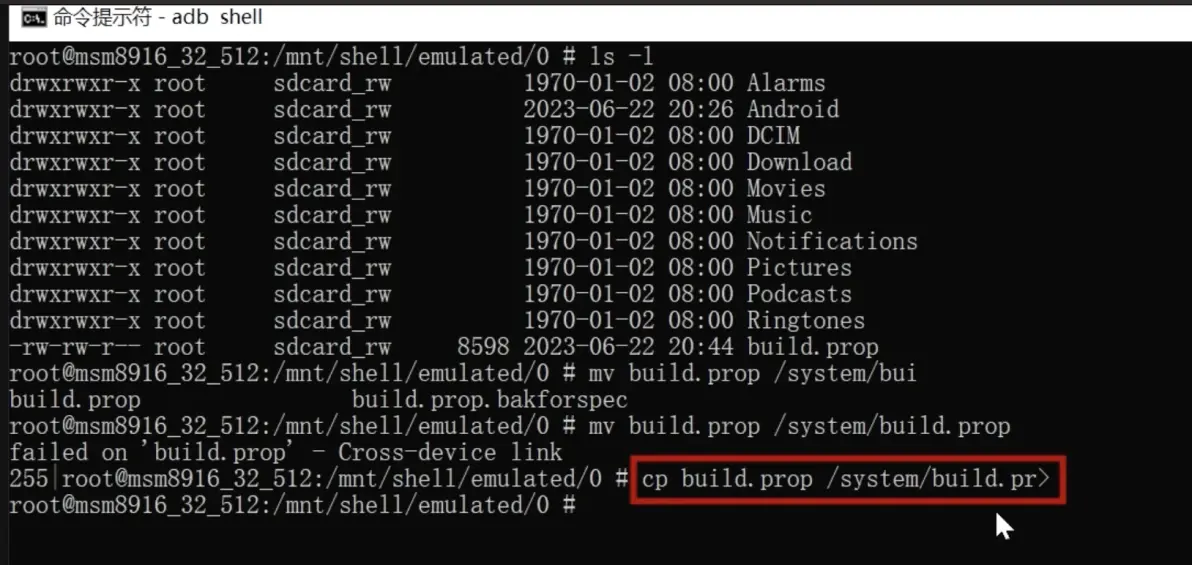 命令提示符 - adb shell
root@msm8916_32_512:/mnt/shell/emulated/0 # ls -l
drwxrwxr-x root sdcard_rw 1970-01-02 08:00 Alarms
drwxrwxr-x root sdcard_rw 2023-06-22 20:26 Android
drwxrwxr-x root sdcard_rw 1970-01-02 08:00 DCIM
drwxrwxr-x root sdcard_rw 1970-01-02 08:00 Download
drwxrwxr-x root sdcard_rw 1970-01-02 08:00 Movies
drwxrwxr-x root sdcard_rw 1970-01-02 08:00 Music
drwxrwxr-x root sdcard_rw 1970-01-02 08:00 Notifications
drwxrwxr-x root sdcard_rw 1970-01-02 08:00 Pictures
drwxrwxr-x root sdcard_rw 1970-01-02 08:00 Podcasts
drwxrwxr-x root sdcard_rw 1970-01-02 08:00 Ringtones
-rw-rw-r-- root sdcard_rw 8598 2023-06-22 20:44 build.prop
root@msm8916_32_512:/mnt/shell/emulated/0 # mv build.prop /system/bui
build.prop build.prop.bakforspec
root@msm8916_32_512:/mnt/shell/emulated/0 # mv build.prop /system/build.prop
failed on 'build.prop' - Cross-device link
255|root@msm8916_32_512:/mnt/shell/emulated/0 # cp build.prop /system/build.pr>
root@msm8916_32_512:/mnt/shell/emulated/0 #